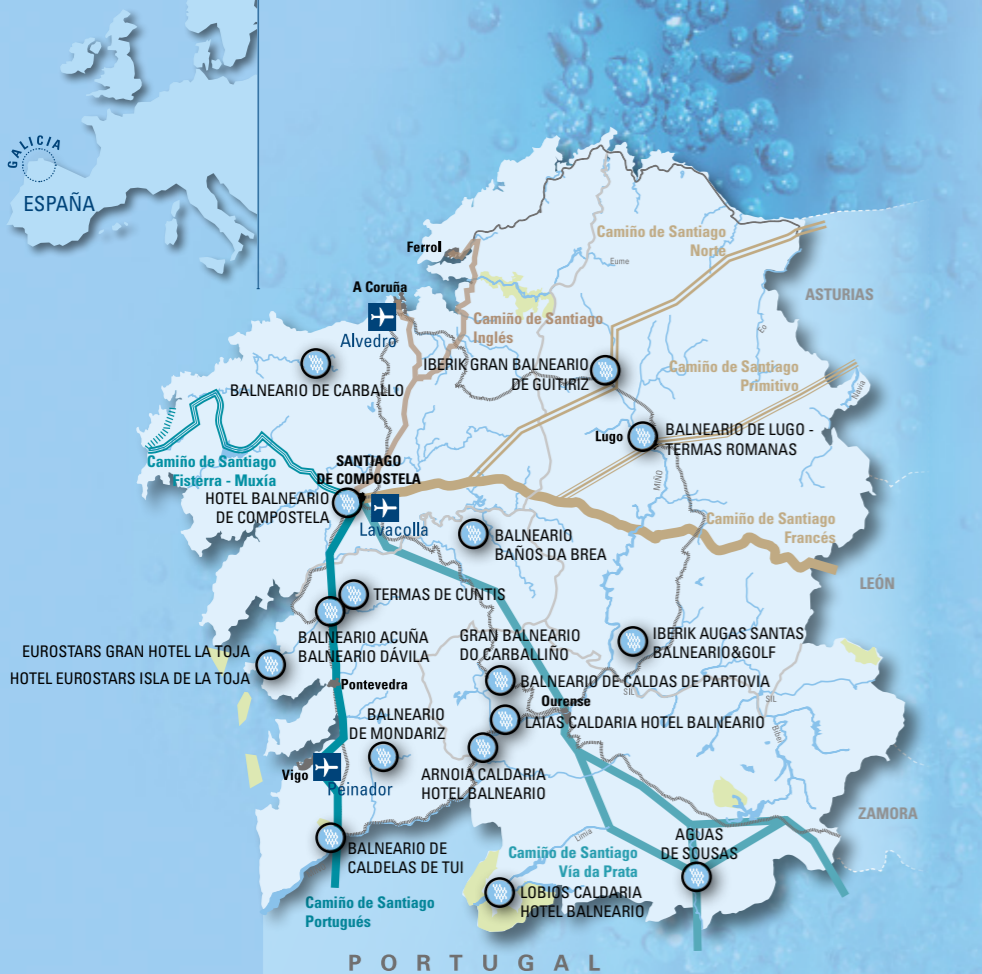 GALICIA
ESPAÑA
Ferrol
Camiño de Santiago
Norte
Eume
A Coruña
ASTURIAS
Eo
Alvedro
Camiño de Santiago
Inglés
IBERIK GRAN BALNEARIO
DE GUITIRIZ
Camiño de Santiago
Primitivo
Navia
BALNEARIO DE CARBALLO
Lugo
BALNEARIO DE LUGO -
TERMAS ROMANAS
MIÑO
Camiño de Santiago
Fisterra - Muxía
SANTIAGO
DE COMPOSTELA
HOTEL BALNEARIO
DE COMPOSTELA
Lavacolla
Camiño de Santiago
Francés
BALNEARIO
BAÑOS DA BREA
LEÓN
TERMAS DE CUNTIS
BALNEARIO ACUÑA
BALNEARIO DÁVILA
GRAN BALNEARIO
DO CARBALLIÑO
IBERIK AUGAS SANTAS
BALNEARIO&GOLF
EUROSTARS GRAN HOTEL LA TOJA
HOTEL EUROSTARS ISLA DE LA TOJA
Pontevedra
BALNEARIO DE CALDAS DE PARTOVIA
SIL
SIL
Ourense
BALNEARIO
DE MONDARIZ
LAIAS CALDARIA HOTEL BALNEARIO
Bibei
Vigo
Peinador
ARNOIA CALDARIA
HOTEL BALNEARIO
ZAMORA
Limia
AGUAS
DE SOUSAS
BALNEARIO DE
CALDELAS DE TUI
Camiño de Santiago
Vía da Prata
LOBIOS CALDARIA
HOTEL BALNEARIO
Camiño de Santiago
Portugués
PORTUGAL